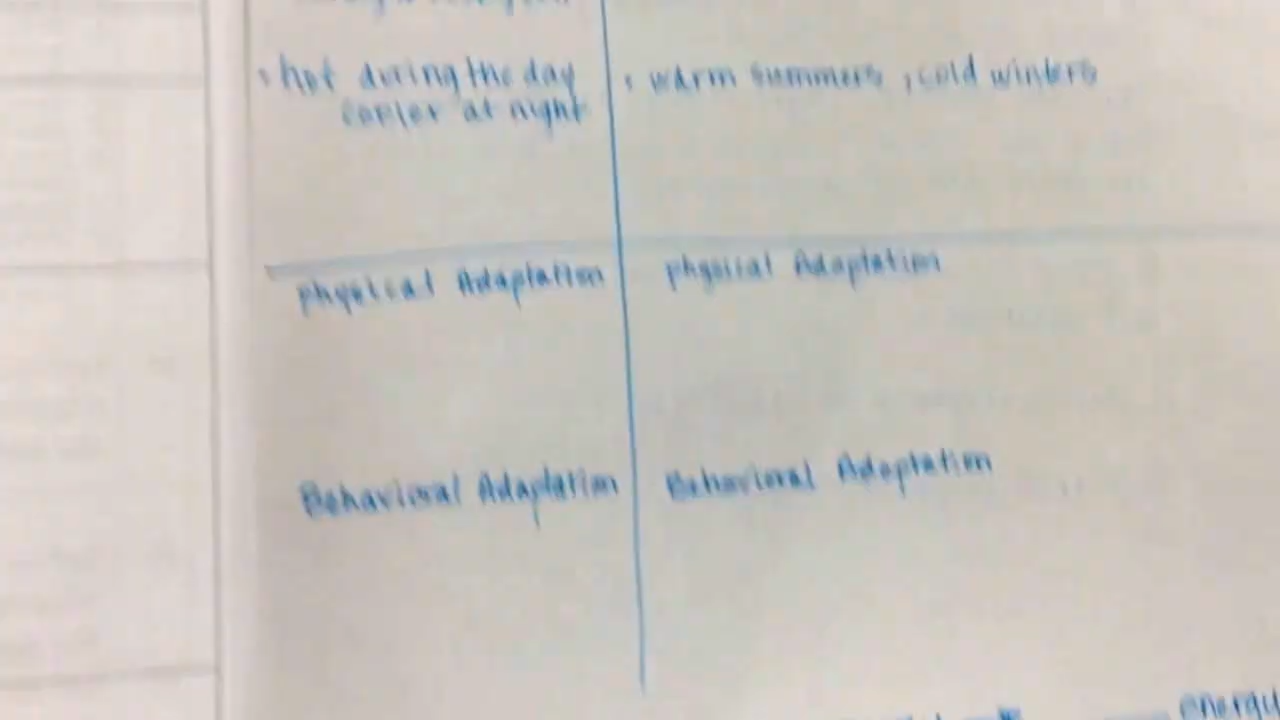 hot during the day
cooler at night
warm summers, cold winters
physical Adaptation
physical Adaptation
Behavioral Adaptation
Behavioral Adaptation
energy